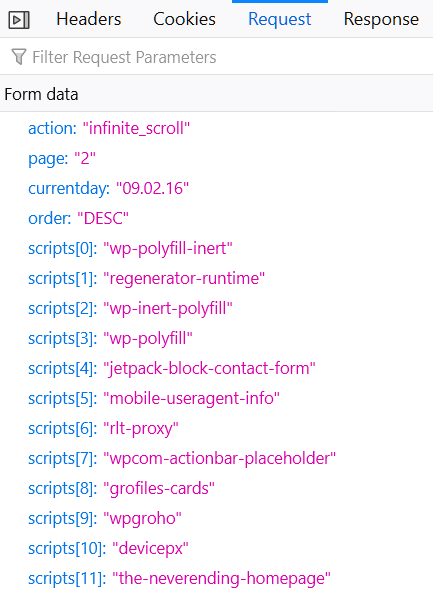 Headers Cookies Request Response
Filter Request Parameters
Form data
action: "infinite_scroll"
page: "2"
currentday: "09.02.16"
order: "DESC"
scripts[0]: "wp-polyfill-inert"
scripts[1]: "regenerator-runtime"
scripts[2]: "wp-inert-polyfill"
scripts[3]: "wp-polyfill"
scripts[4]: "jetpack-block-contact-form"
scripts[5]: "mobile-useragent-info"
scripts[6]: "rlt-proxy"
scripts[7]: "wpcom-actionbar-placeholder"
scripts[8]: "grofiles-cards"
scripts[9]: "wpgroho"
scripts[10]: "devicepx"
scripts[11]: "the-neverending-homepage"